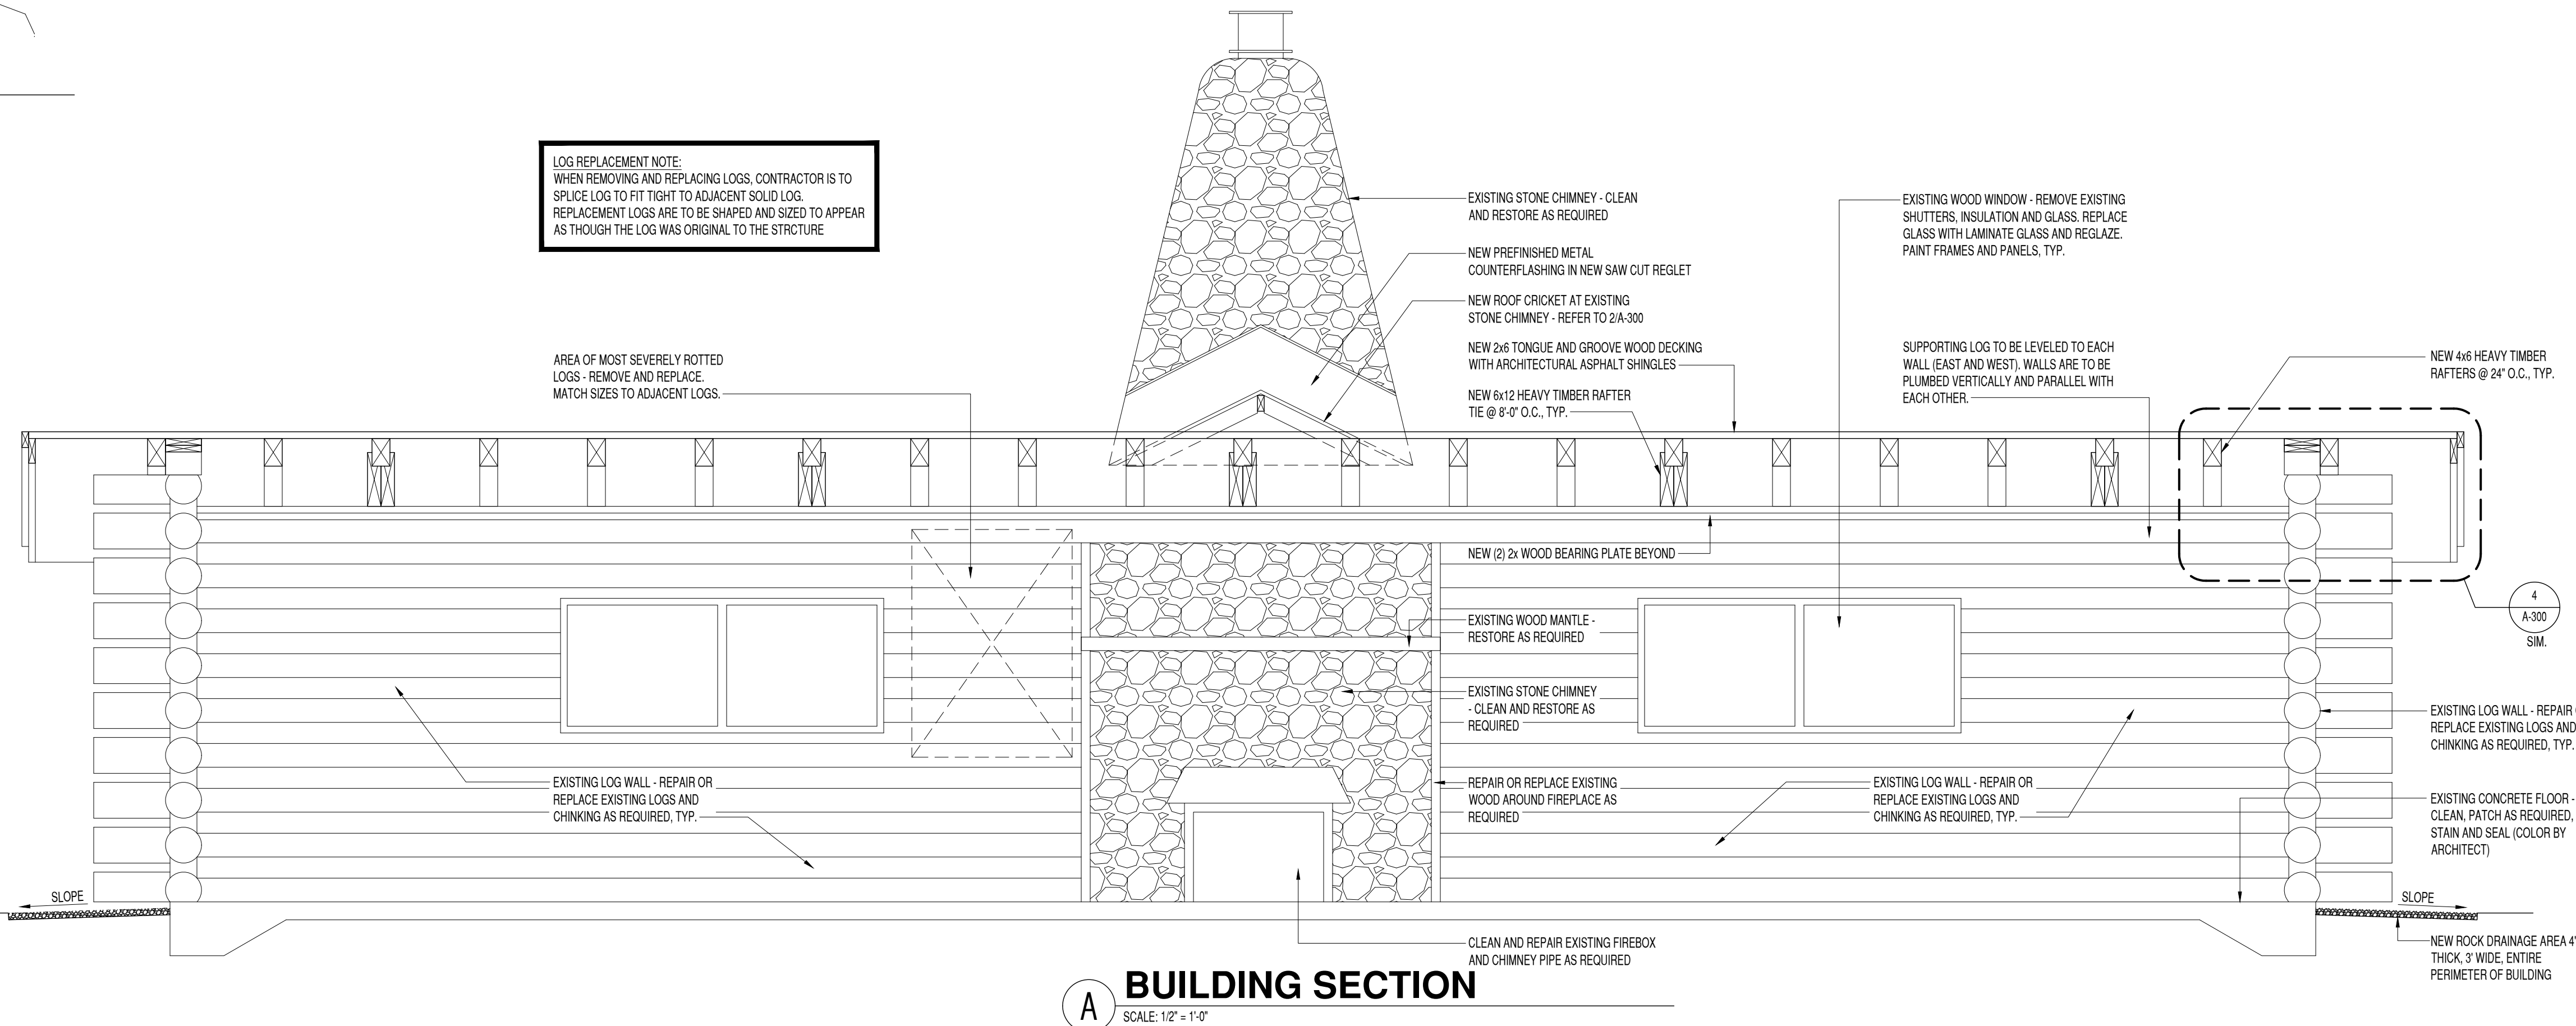 LOG REPLACEMENT NOTE:
WHEN REMOVING AND REPLACING LOGS, CONTRACTOR IS TO
SPLICE LOG TO FIT TIGHT TO ADJACENT SOLID LOG.
REPLACEMENT LOGS ARE TO BE SHAPED AND SIZED TO APPEAR
AS THOUGH THE LOG WAS ORIGINAL TO THE STRCTURE
AREA OF MOST SEVERELY ROTTED
LOGS - REMOVE AND REPLACE.
MATCH SIZES TO ADJACENT LOGS.
EXISTING STONE CHIMNEY - CLEAN
AND RESTORE AS REQUIRED
NEW PREFINISHED METAL
COUNTERFLASHING IN NEW SAW CUT REGLET
NEW ROOF CRICKET AT EXISTING
STONE CHIMNEY - REFER TO 2/A-300
NEW 2x6 TONGUE AND GROOVE WOOD DECKING
WITH ARCHITECTURAL ASPHALT SHINGLES
NEW 6x12 HEAVY TIMBER RAFTER
TIE @ 8'-0" O.C., TYP.
EXISTING WOOD WINDOW - REMOVE EXISTING
SHUTTERS, INSULATION AND GLASS. REPLACE
GLASS WITH LAMINATE GLASS AND REGLAZE.
PAINT FRAMES AND PANELS, TYP.
SUPPORTING LOG TO BE LEVELED TO EACH
WALL (EAST AND WEST). WALLS ARE TO BE
PLUMBED VERTICALLY AND PARALLEL WITH
EACH OTHER.
NEW 4x6 HEAVY TIMBER
RAFTERS @ 24" O.C., TYP.
NEW (2) 2x WOOD BEARING PLATE BEYOND
EXISTING WOOD MANTLE -
RESTORE AS REQUIRED
EXISTING STONE CHIMNEY
- CLEAN AND RESTORE AS
REQUIRED
REPAIR OR REPLACE EXISTING
WOOD AROUND FIREPLACE AS
REQUIRED
CLEAN AND REPAIR EXISTING FIREBOX
AND CHIMNEY PIPE AS REQUIRED
EXISTING LOG WALL - REPAIR OR
REPLACE EXISTING LOGS AND
CHINKING AS REQUIRED, TYP.
EXISTING LOG WALL - REPAIR OR
REPLACE EXISTING LOGS AND
CHINKING AS REQUIRED, TYP.
4
A-300
SIM.
EXISTING LOG WALL - REPAIR
REPLACE EXISTING LOGS AND
CHINKING AS REQUIRED, TYP.
EXISTING CONCRETE FLOOR -
CLEAN, PATCH AS REQUIRED,
STAIN AND SEAL (COLOR BY
ARCHITECT)
SLOPE
SLOPE
NEW ROCK DRAINAGE AREA 4"
THICK, 3' WIDE, ENTIRE
PERIMETER OF BUILDING
A
BUILDING SECTION
SCALE: 1/2" = 1'-0"